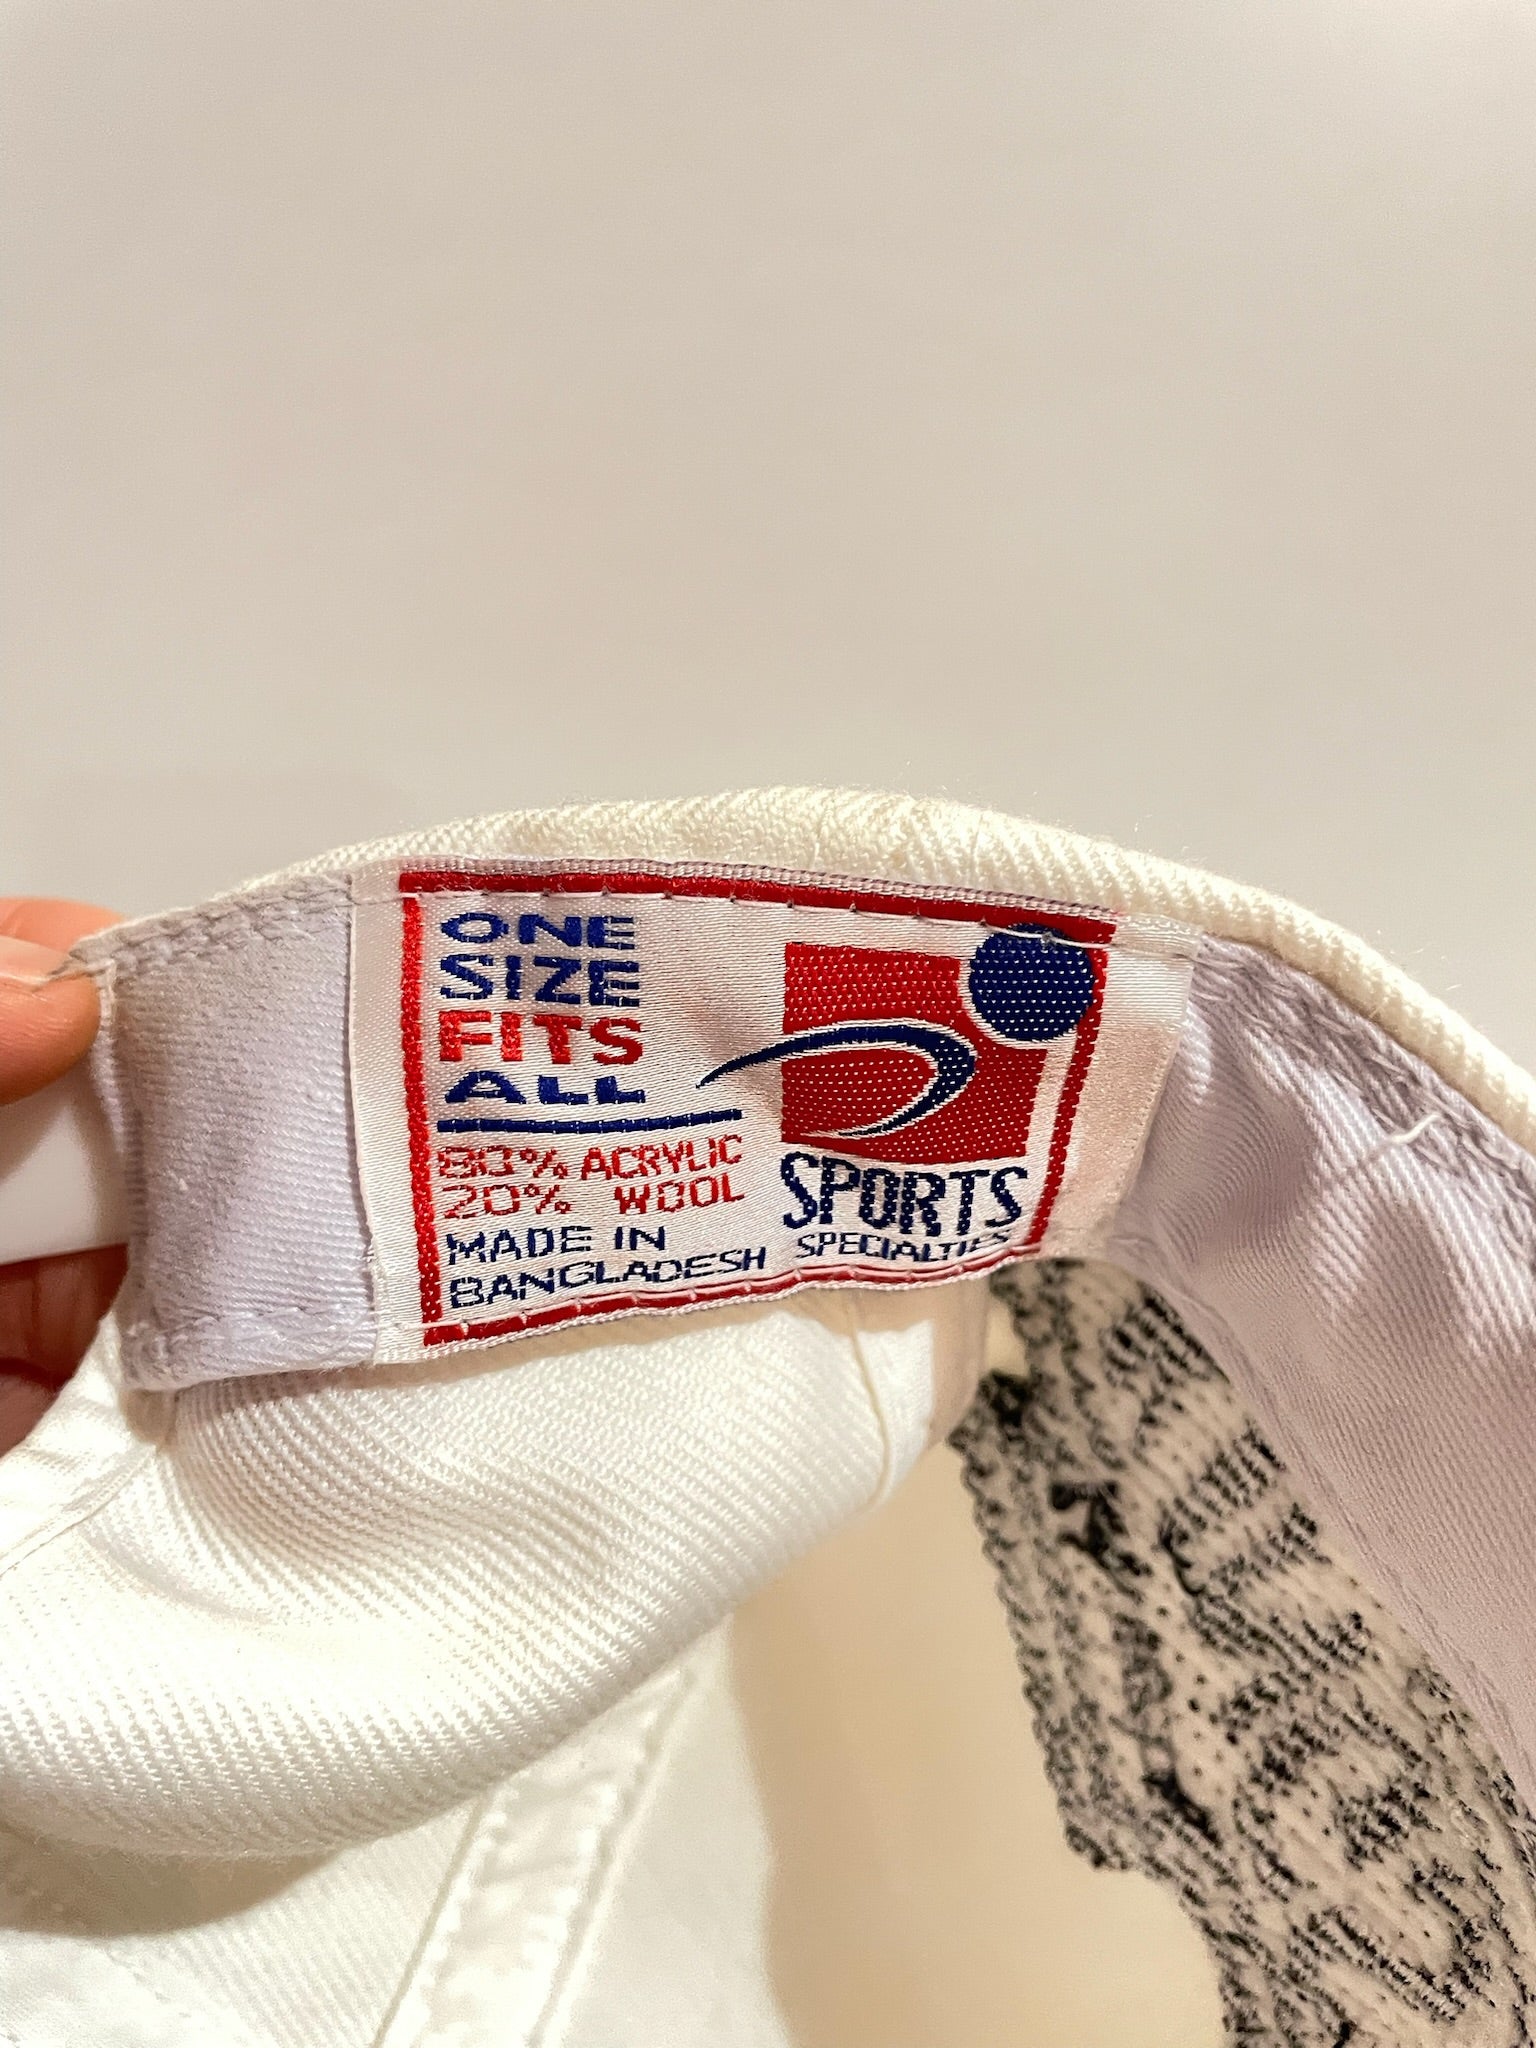 ONE
SIZE
FITS
ALL
80% ACRYLIC
20% WOOL
MADE IN
BANGLADESH
SPORTS
SPECIALTIES